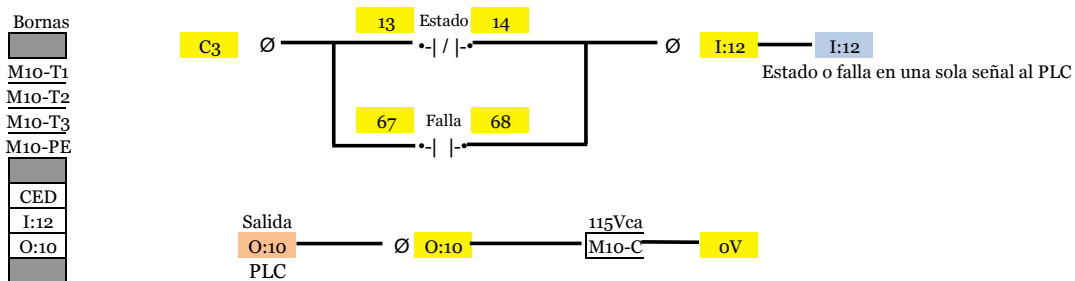 Bornas
M10-T1
M10-T2
M10-T3
M10-PE
CED
I:12
O:10
13 Estado 14
C3 Ø •-| / |-• Ø I:12 I:12
Estado o falla en una sola señal al PLC
67 Falla 68
•-| |-•
Salida 115Vca
O:10 Ø O:10 M10-C 0V
PLC